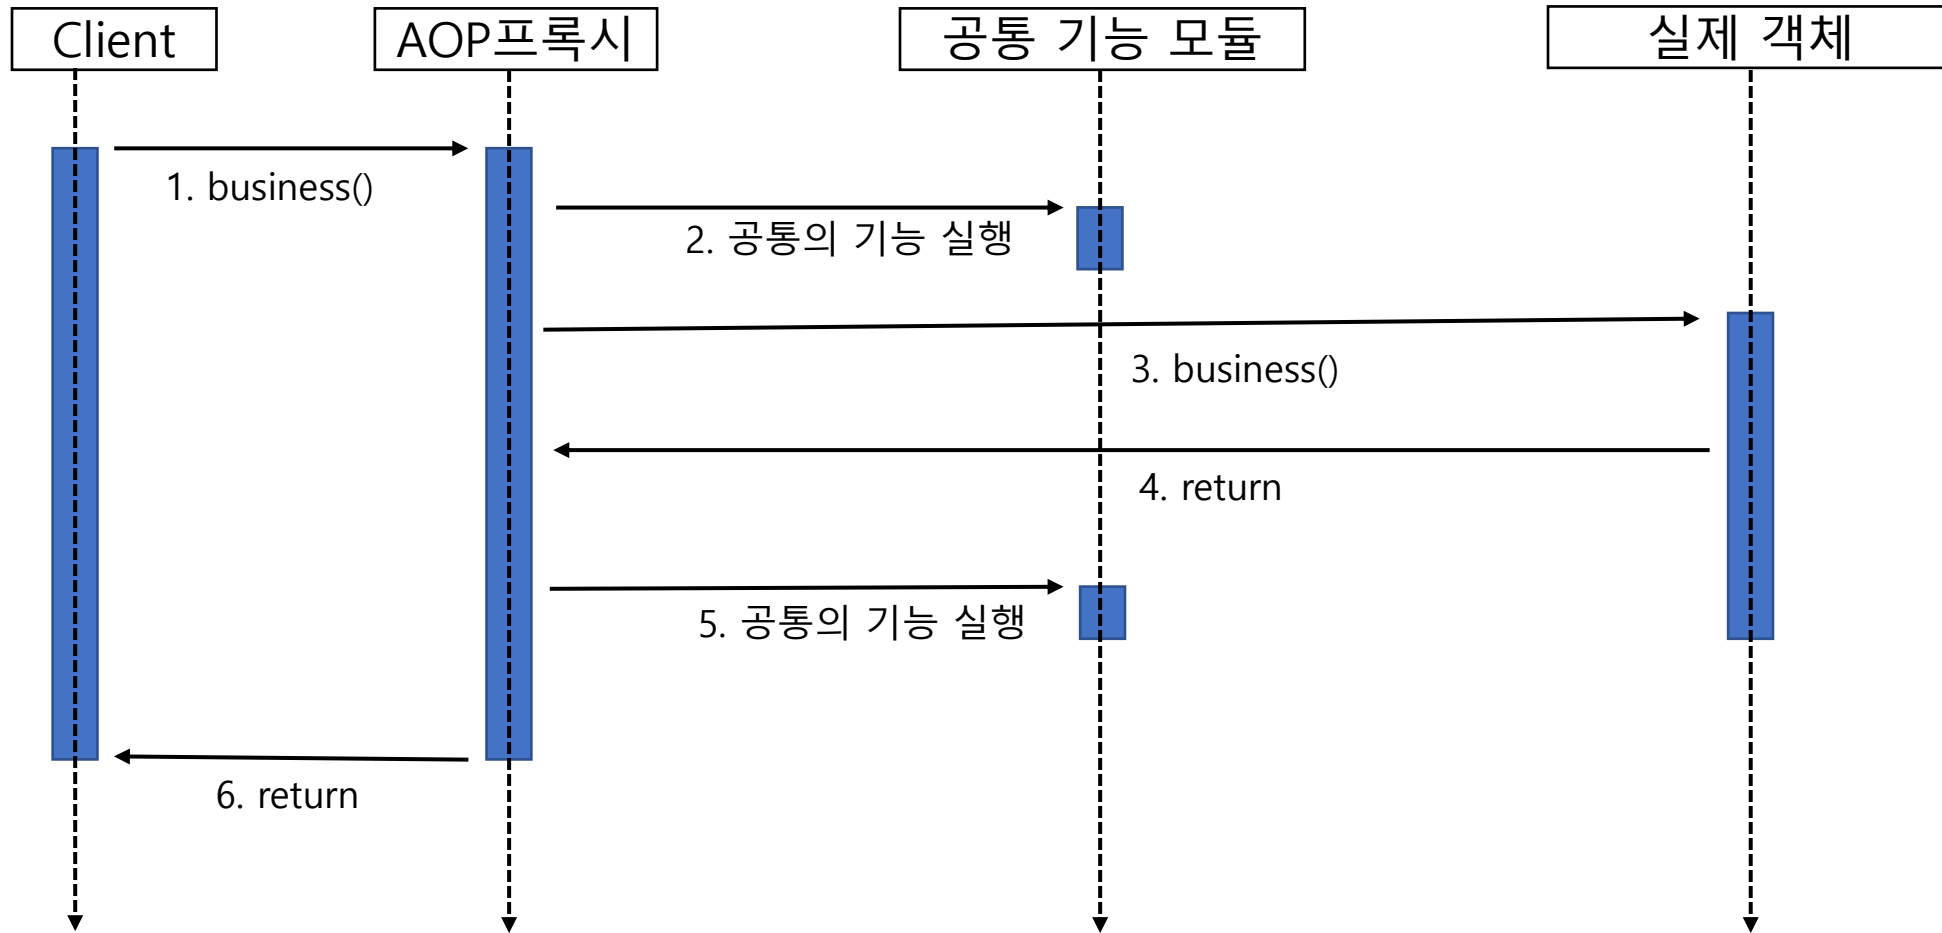 Client
AOP프록시
공통 기능 모듈
실제 객체
1. business()
2. 공통의 기능 실행
3. business()
4. return
5. 공통의 기능 실행
6. return